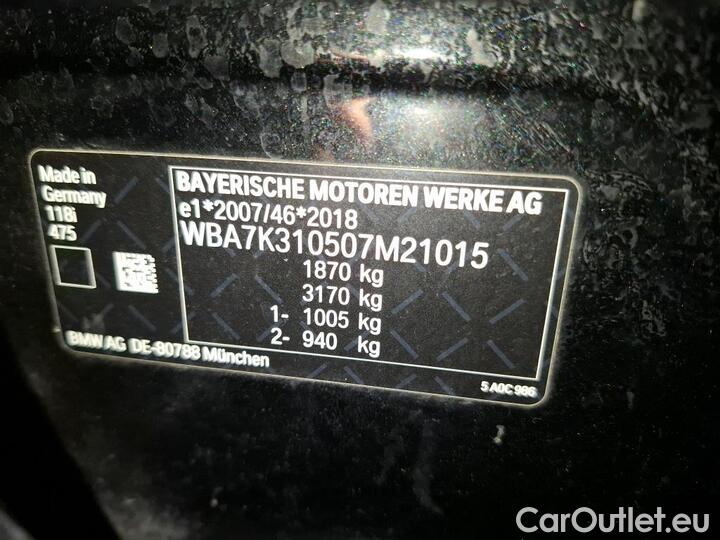 Made in
Germany
118i
475
BAYERISCHE MOTOREN WERKE AG
e1*2007/46*2018
WBA7K310507M21015
1870 kg
3170 kg
1- 1005 kg
2- 940 kg
BMW AG DE-80788 München
5 A0C 986
CarOutlet.eu